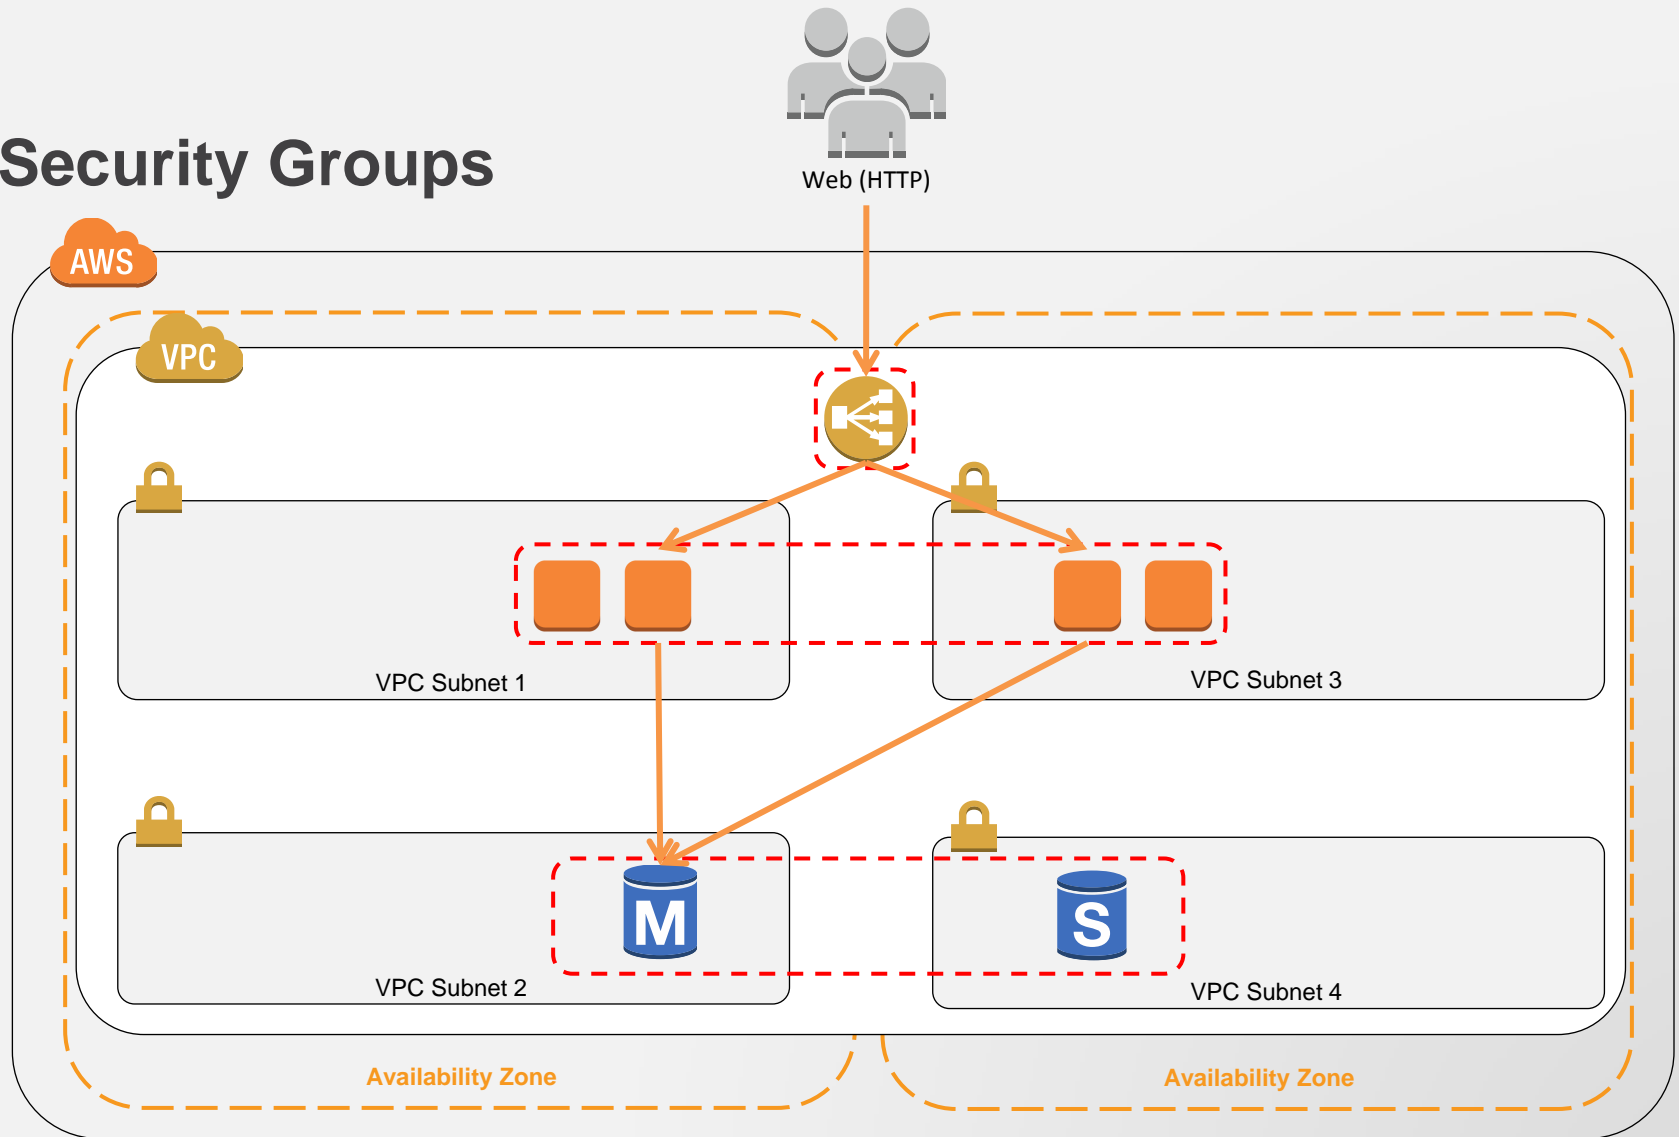 Web (HTTP)
Security Groups
AWS
VPC
VPC Subnet 1
VPC Subnet 3
M
S
VPC Subnet 2
VPC Subnet 4
Availability Zone
Availability Zone